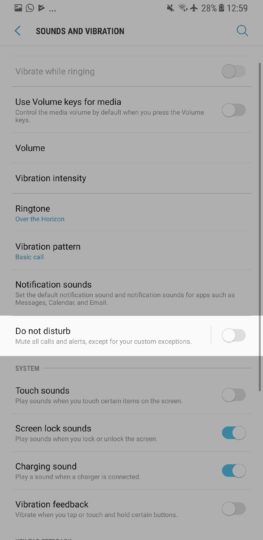 ... 28% 12:59
SOUNDS AND VIBRATION
Vibrate while ringing
Use Volume keys for media
Control the media volume by default when you press the Volume
keys.
Volume
Vibration intensity
Ringtone
Over the Horizon
Vibration pattern
Basic call
Notification sounds
Set the default notification sound and notification sounds for apps such as
Messages, Calendar, and Email.
Do not disturb
Mute all calls and alerts, except for your custom exceptions.
SYSTEM
Touch sounds
Play sounds when you touch certain items on the screen.
Screen lock sounds
Play sounds when you lock or unlock the screen.
Charging sound
Play a sound when a charger is connected.
Vibration feedback
Vibrate when you tap or touch and hold certain buttons.